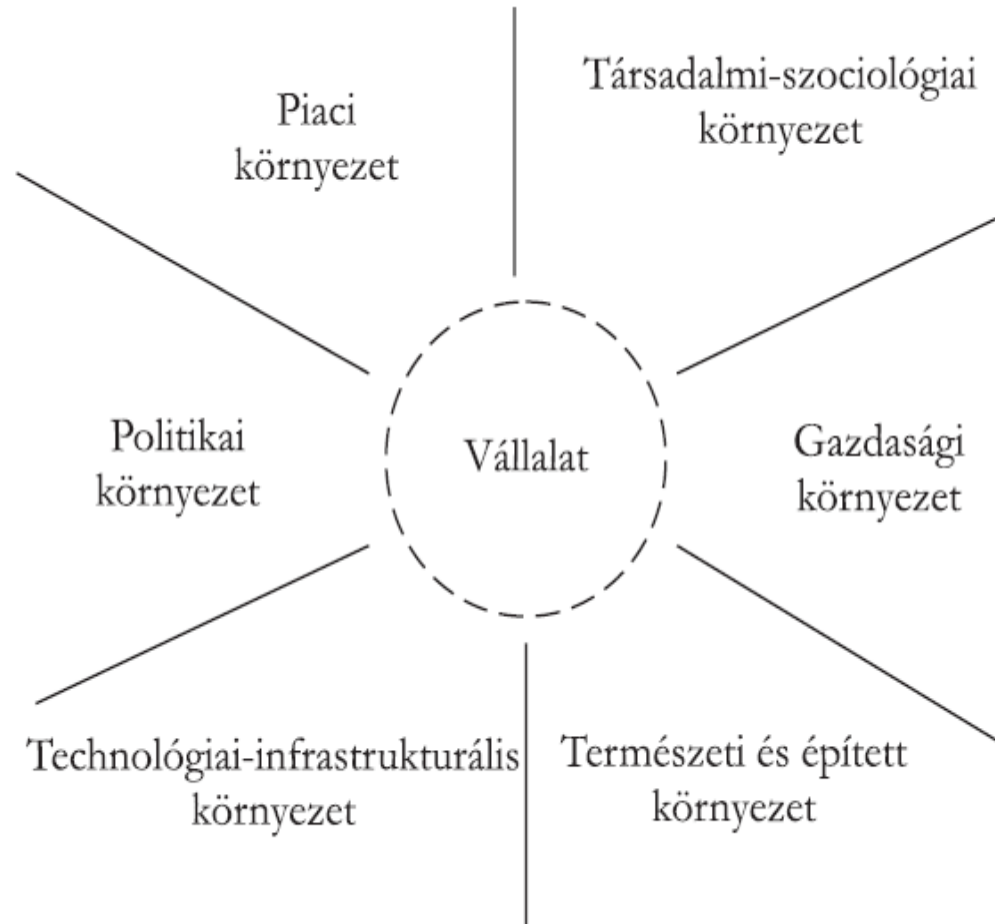 Piaci
környezet
Társadalmi-szociológiai
környezet
Politikai
környezet
Vállalat
Gazdasági
környezet
Technológiai-infrastrukturális
környezet
Természeti és épített
környezet